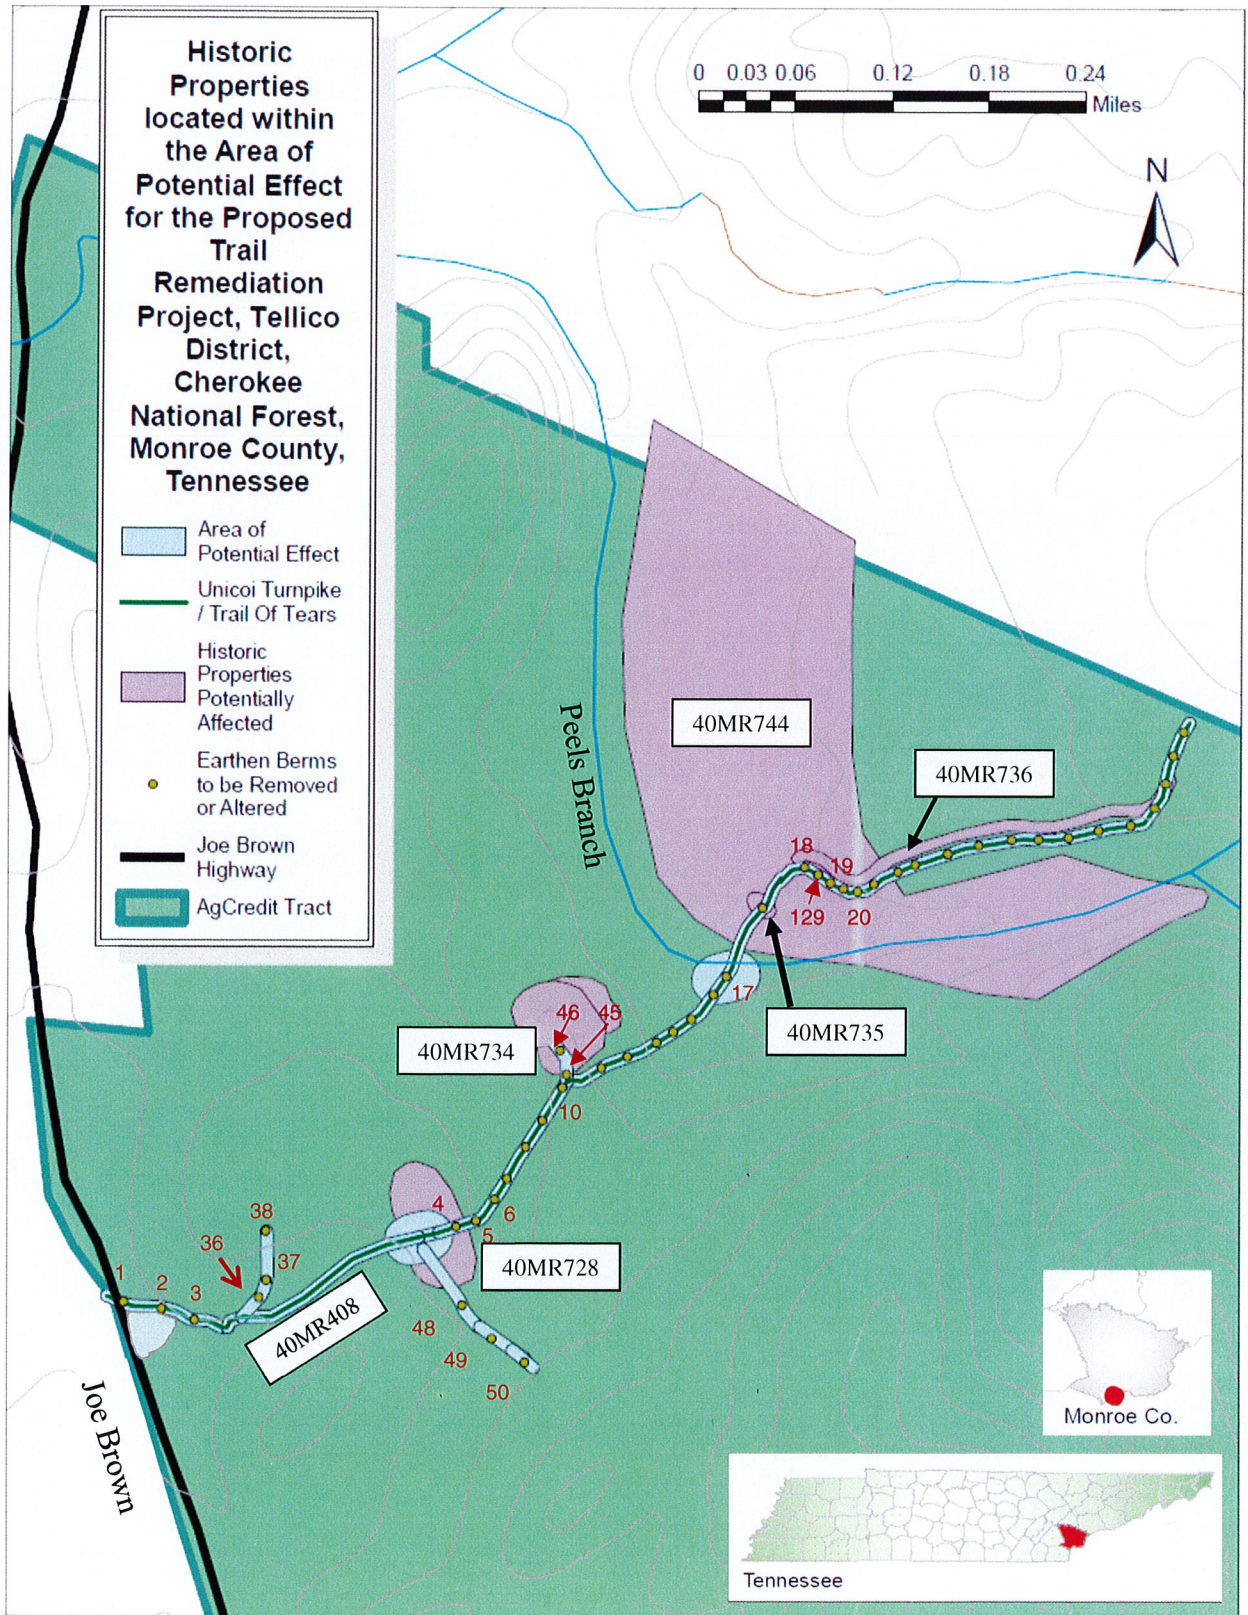 Historic
Properties
located within
the Area of
Potential Effect
for the Proposed
Trail
Remediation
Project, Tellico
District,
Cherokee
National Forest,
Monroe County,
Tennessee
Area of
Potential Effect
Unicoi Turnpike
/ Trail Of Tears
Historic
Properties
Potentially
Affected
Earthen Berms
to be Removed
or Altered
Joe Brown
Highway
AgCredit Tract
0 0.03 0.06 0.12 0.18 0.24
Miles
N
40MR744
Peels Branch
40MR736
18
19
129 20
17
40MR735
46 45
40MR734
10
4
6
5
40MR728
38
36
37
1
2
3
40MR408
48
49
50
Joe Brown
Monroe Co.
Tennessee